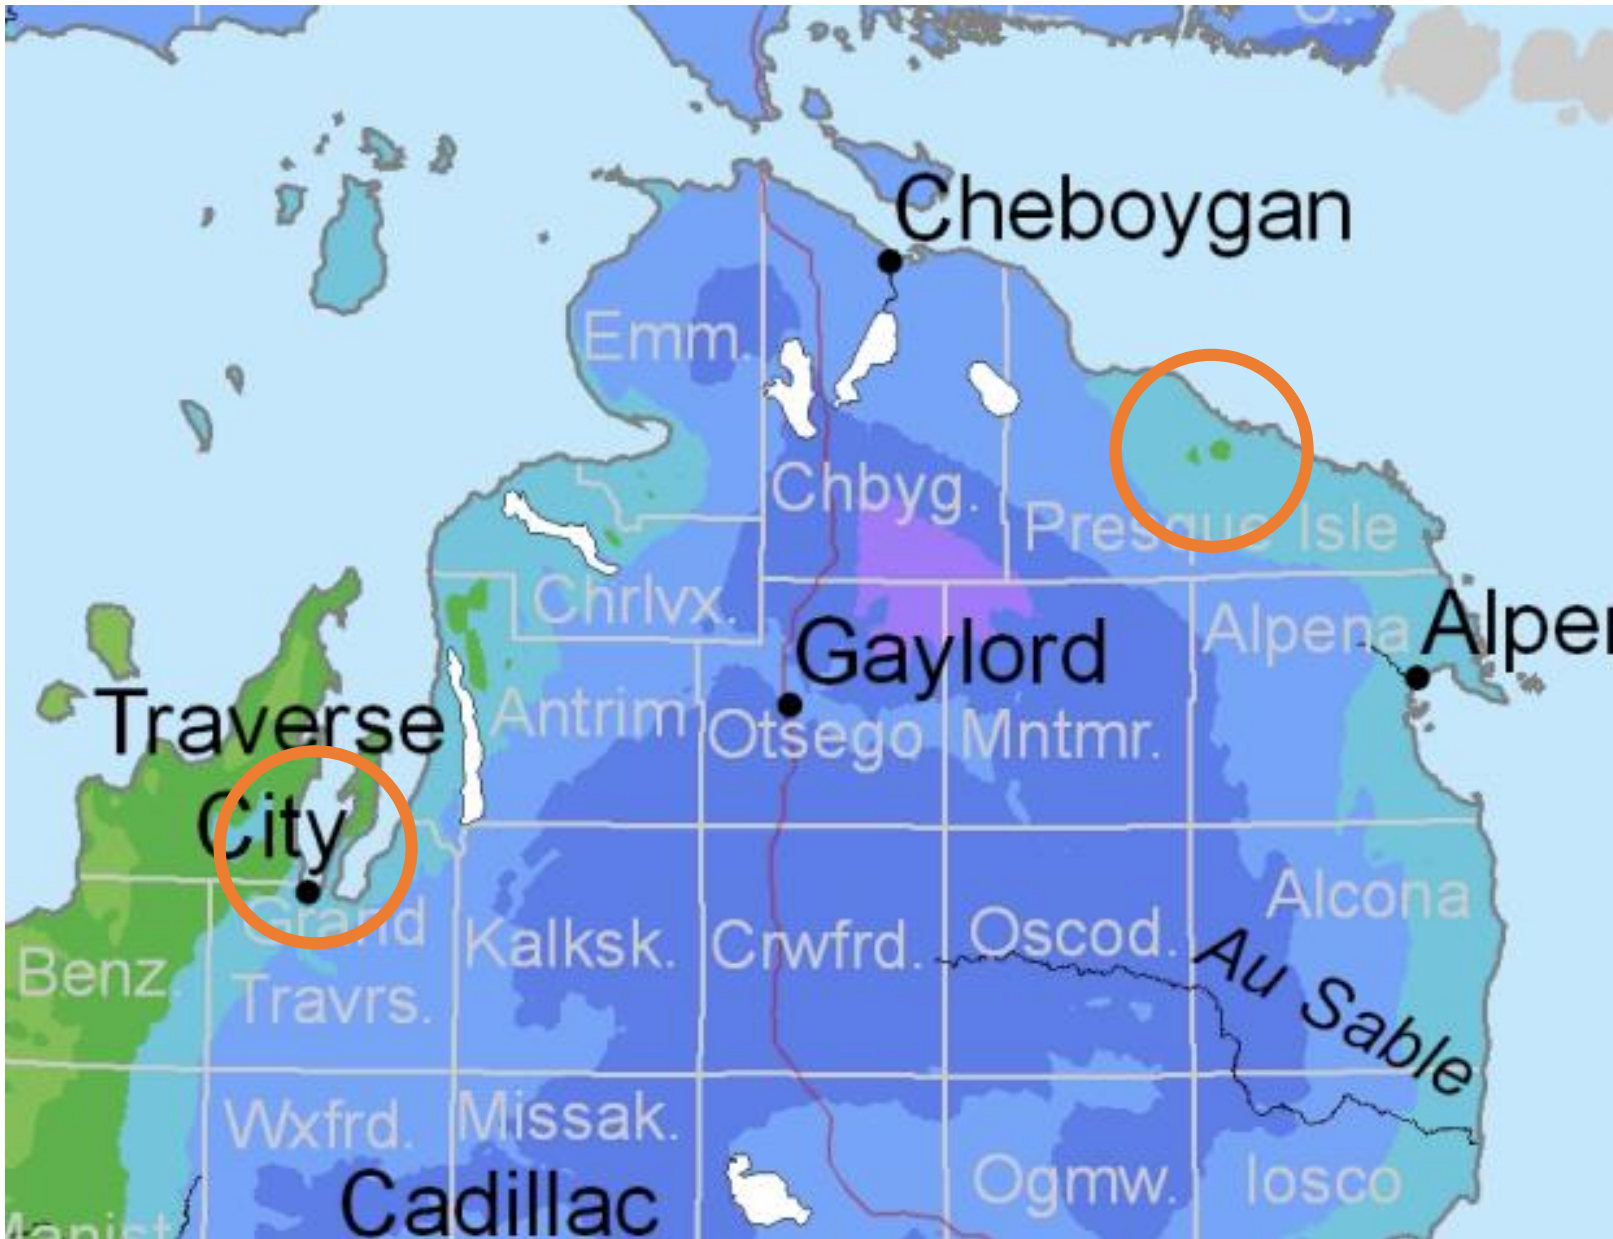 Cheboygan
Emm.
Chbyg.
Presque Isle
Chrlvx.
Alpena
Gaylord
Traverse
City
Antrim
Otsego
Mntmr.
Grand
Travrs.
Benz.
Kalksk.
Crwfrd.
Oscod.
Alcona
Au Sable
Wxfrd.
Missak.
Cadillac
Ogmw.
Iosco